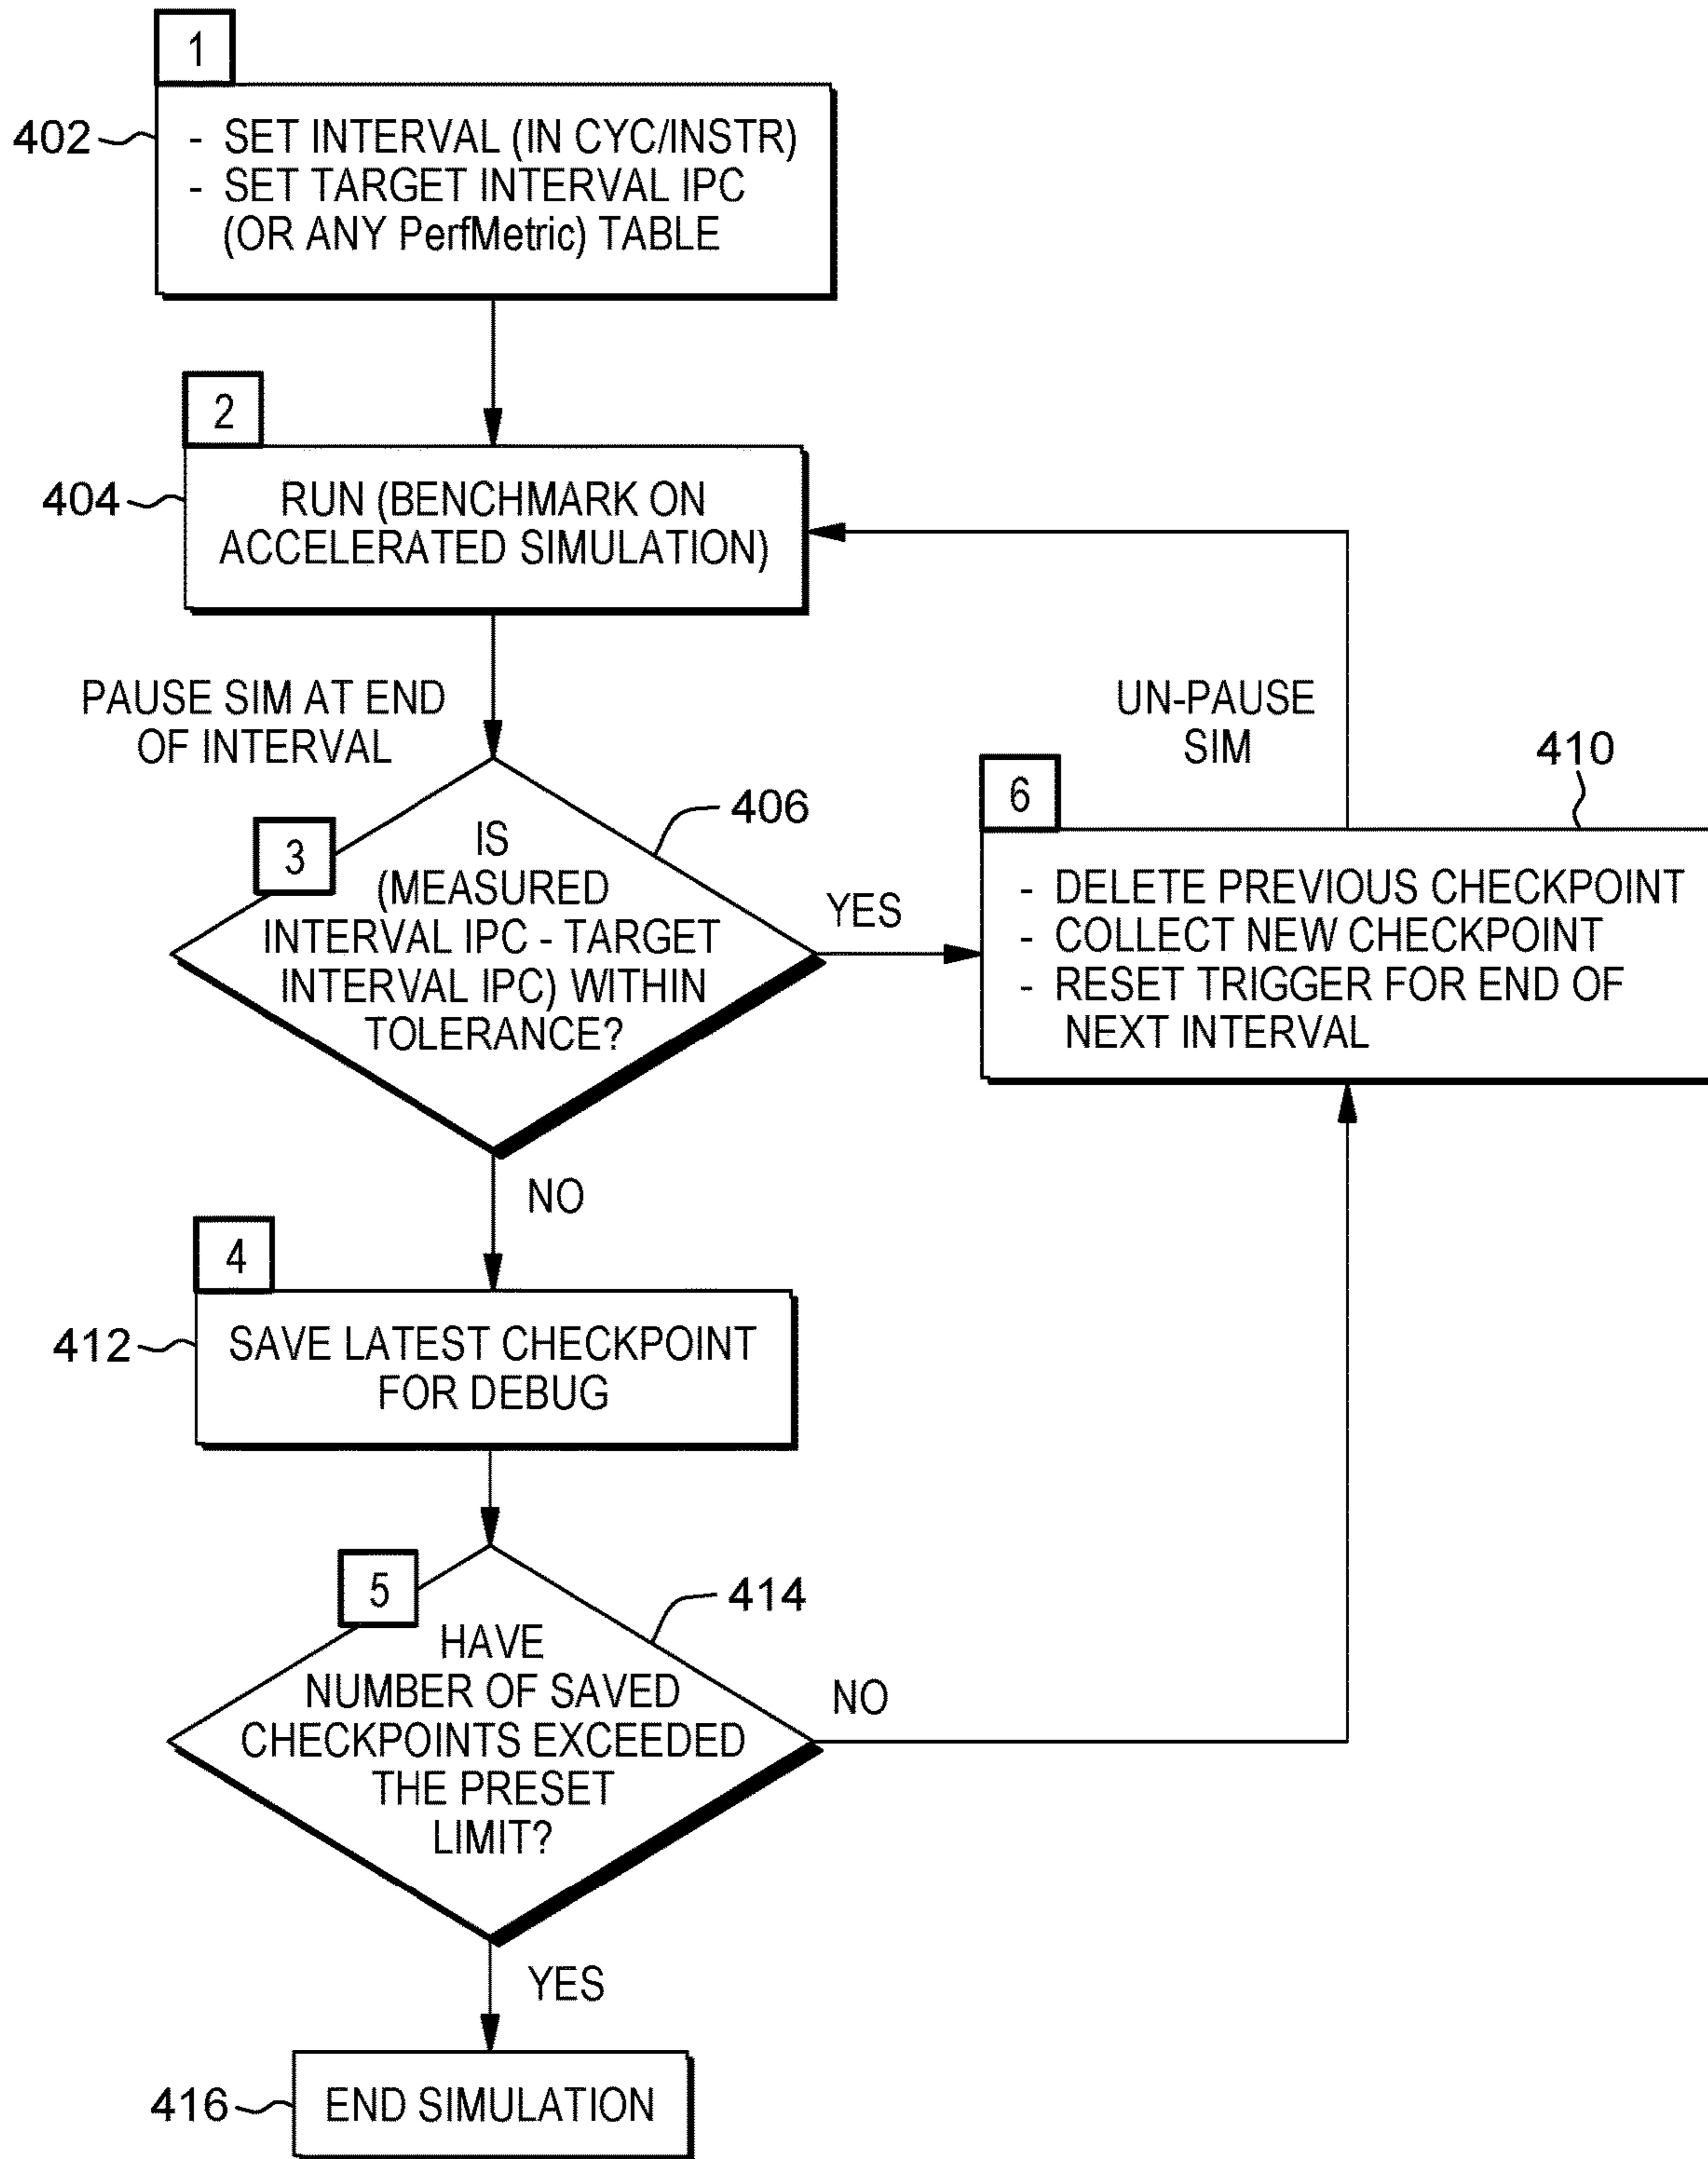 1
402
- SET INTERVAL (IN CYC/INSTR)
- SET TARGET INTERVAL IPC
(OR ANY PerfMetric) TABLE
2
404
RUN (BENCHMARK ON
ACCELERATED SIMULATION)
PAUSE SIM AT END
OF INTERVAL
3
406
IS
(MEASURED
INTERVAL IPC - TARGET
INTERVAL IPC) WITHIN
TOLERANCE?
YES
UN-PAUSE
SIM
410
6
- DELETE PREVIOUS CHECKPOINT
- COLLECT NEW CHECKPOINT
- RESET TRIGGER FOR END OF
NEXT INTERVAL
NO
4
412
SAVE LATEST CHECKPOINT
FOR DEBUG
5
414
HAVE
NUMBER OF SAVED
CHECKPOINTS EXCEEDED
THE PRESET
LIMIT?
NO
YES
416
END SIMULATION